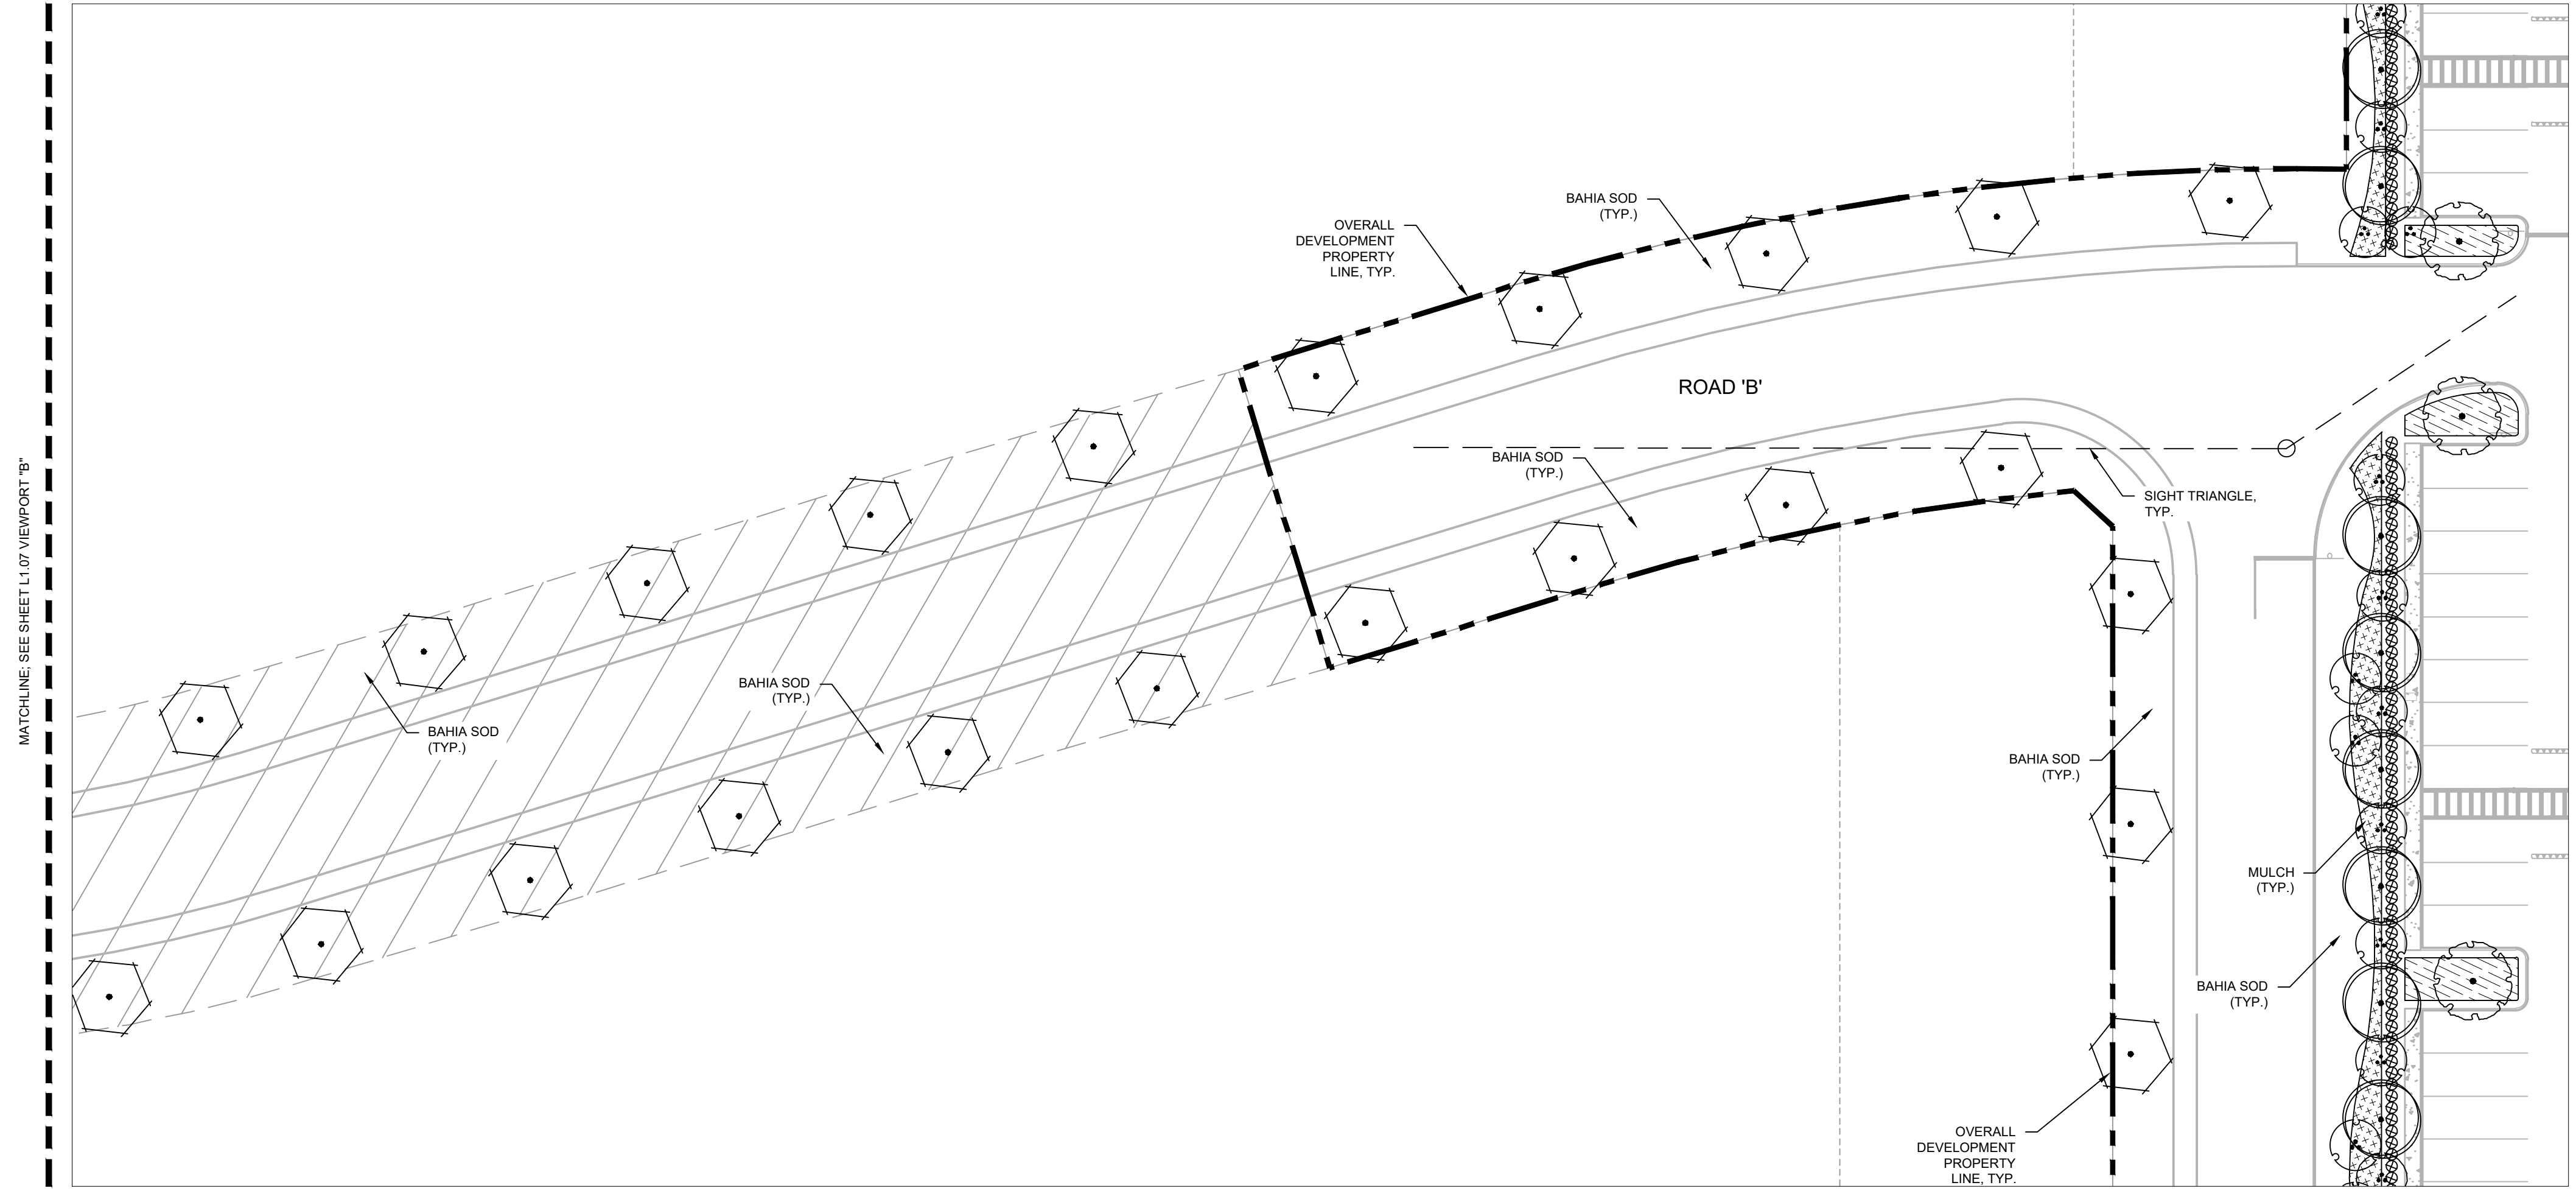 MATCHLINE; SEE SHEET L1.07 VIEWPORT "B"
BAHIA SOD
(TYP.)
OVERALL
DEVELOPMENT
PROPERTY
LINE, TYP.
ROAD 'B'
BAHIA SOD
(TYP.)
SIGHT TRIANGLE,
TYP.
BAHIA SOD
(TYP.)
BAHIA SOD
(TYP.)
BAHIA SOD
(TYP.)
MULCH
(TYP.)
BAHIA SOD
(TYP.)
OVERALL
DEVELOPMENT
PROPERTY
LINE, TYP.